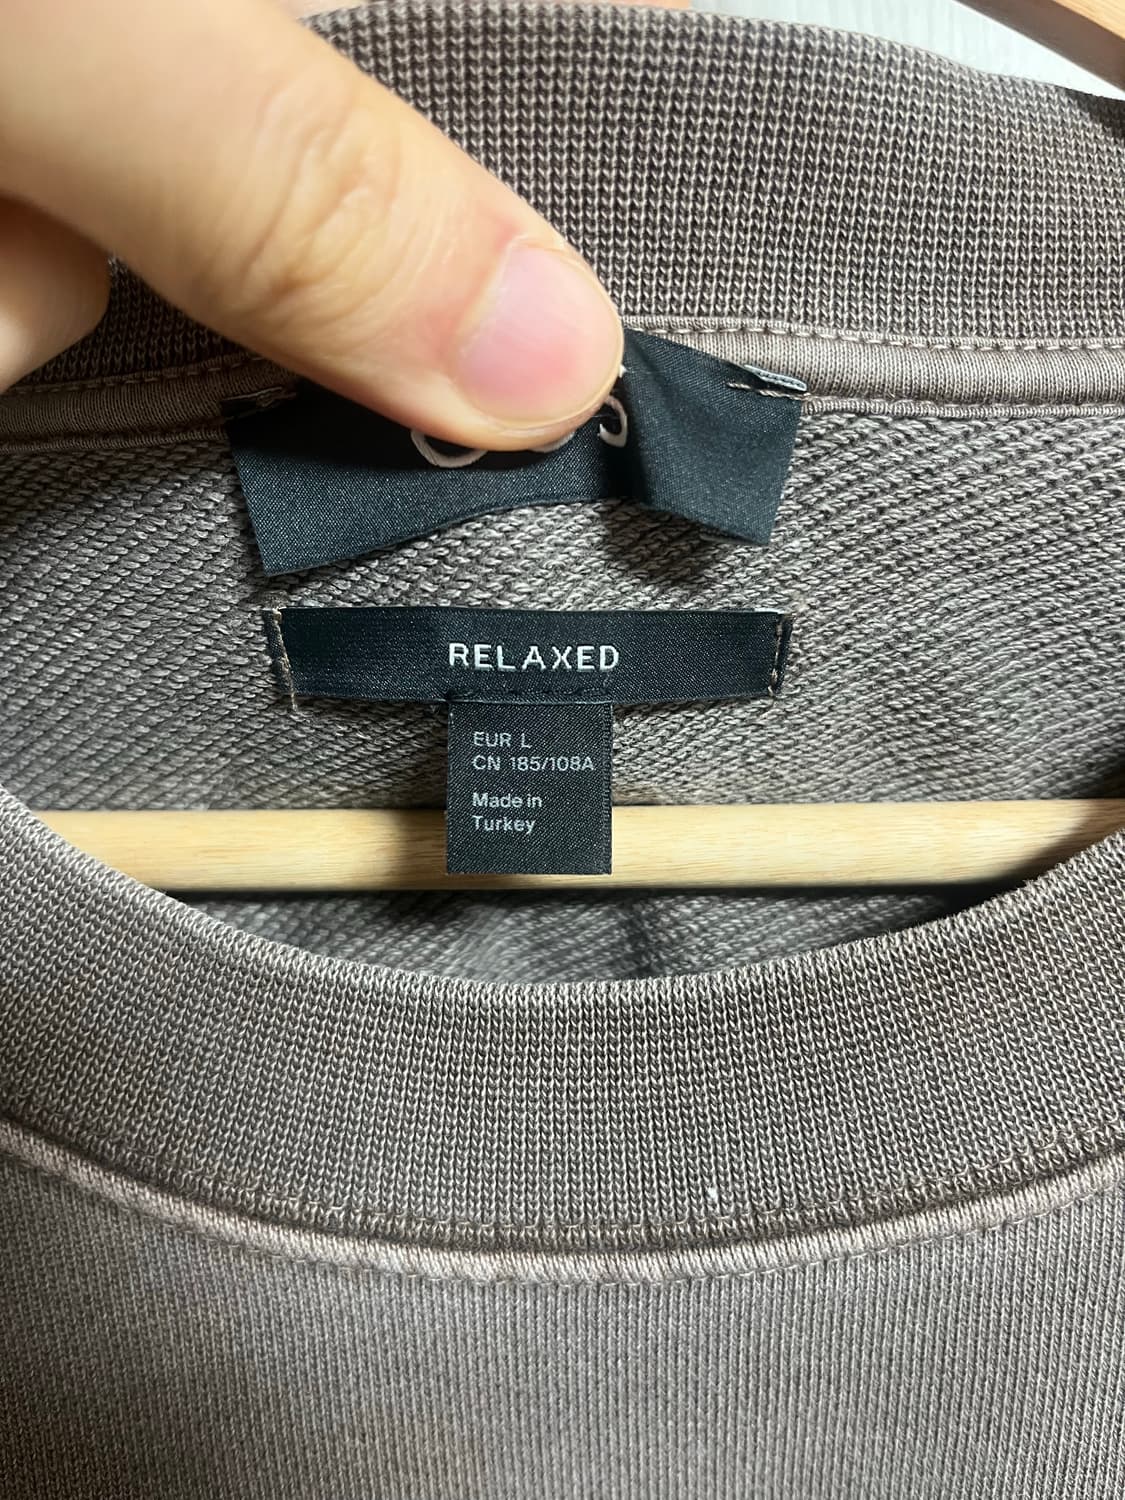 RELAXED
EUR L
CN 185/108A
Made in
Turkey